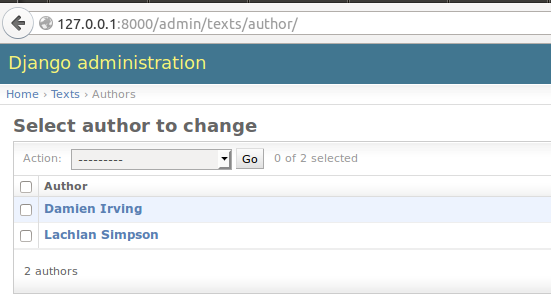 127.0.0.1:8000/admin/texts/author/
Django administration
Home › Texts › Authors
Select author to change
Action: --------- Go 0 of 2 selected
Author
Damien Irving
Lachlan Simpson
2 authors